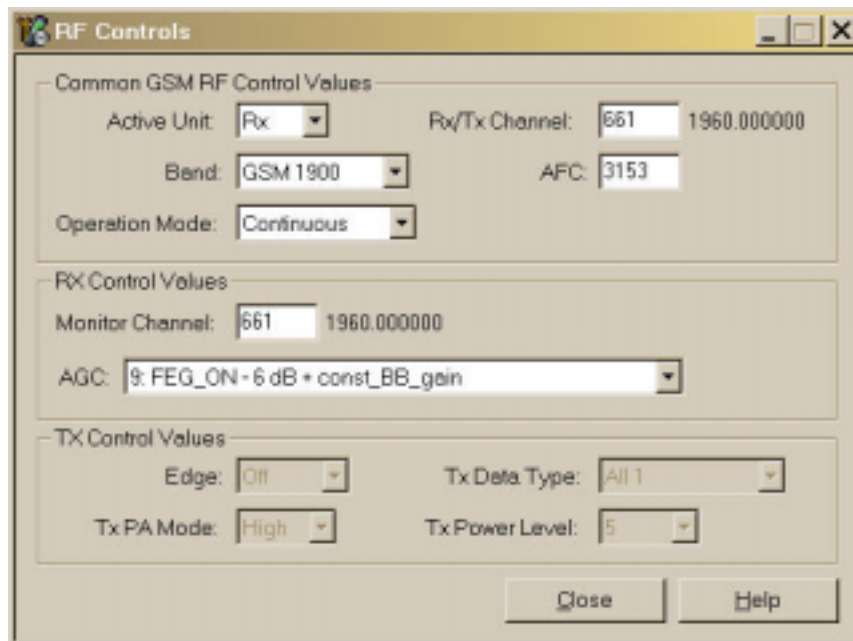 RF Controls
Common GSM RF Control Values
Active Unit: Rx Rx/Tx Channel: 661 1960.000000
Band: GSM 1900 AFC: 3153
Operation Mode: Continuous
RX Control Values
Monitor Channel: 661 1960.000000
AGC: 9: FEG_ON - 6 dB + const_BB_gain
TX Control Values
Edge: Off Tx Data Type: All 1
Tx PA Mode: High Tx Power Level: 5
Close Help